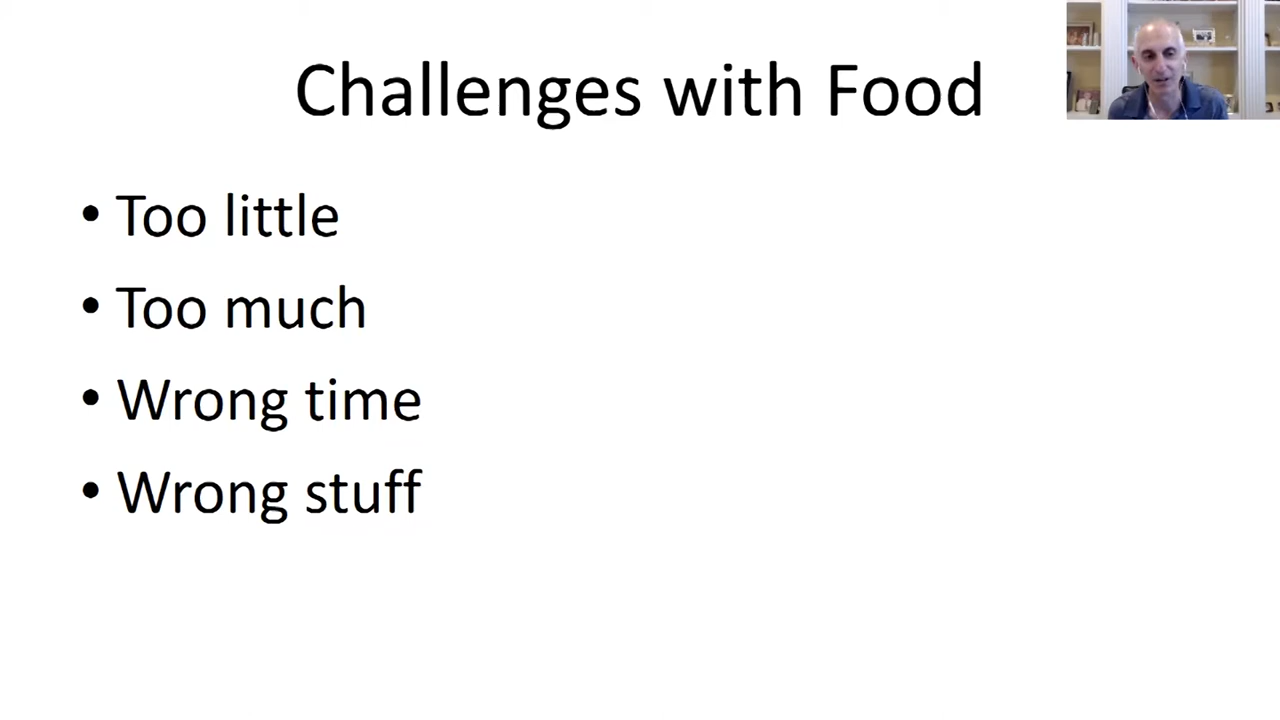 Challenges with Food
• Too little
• Too much
• Wrong time
• Wrong stuff